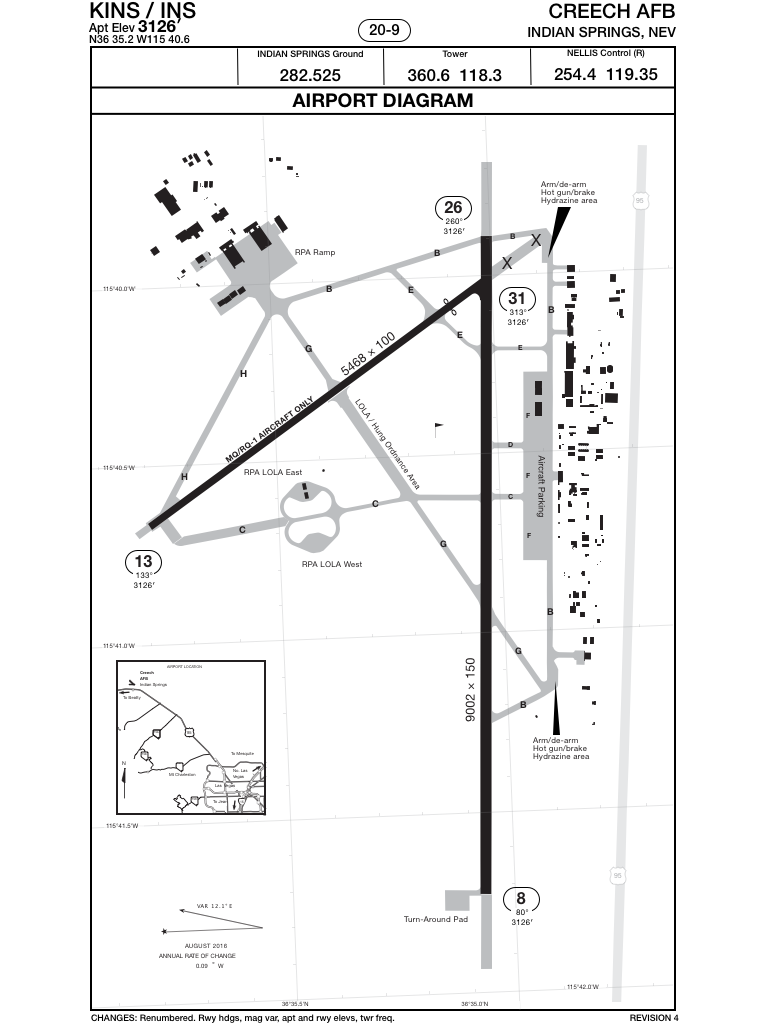 KINS / INS
Apt Elev 3126'
N36 35.2 W115 40.6
20-9
CREECH AFB
INDIAN SPRINGS, NEV
INDIAN SPRINGS Ground
282.525
Tower
360.6 118.3
NELLIS Control (R)
254.4 119.35
AIRPORT DIAGRAM
Arm/de-arm
Hot gun/brake
Hydrazine area
95
26
260°
3126'
B
X
X
RPA Ramp
B
B
115°40.0'W
E
31
313°
3126'
B
E
E
G
5468 × 100
H
MQ/RQ-1 AIRCRAFT ONLY
LOLA / Hung Ordnance Area
F
D
115°40.5'W
RPA LOLA East
H
F
Aircraft Parking
C
C
C
F
G
13
133°
3126'
RPA LOLA West
B
115°41.0'W
G
9002 × 150
B
AIRPORT LOCATION
Creech
AFB
Indian Springs
To Beatty
95
To Mesquite
N
Mt Charleston
No. Las
Vegas
Las Vegas
To Jean
Arm/de-arm
Hot gun/brake
Hydrazine area
115°41.5'W
95
8
80°
3126'
Turn-Around Pad
VAR 12.1° E
AUGUST 2016
ANNUAL RATE OF CHANGE
0.09 ° W
115°42.0'W
36°35.5'N
36°35.0'N
CHANGES: Renumbered. Rwy hdgs, mag var, apt and rwy elevs, twr freq.
REVISION 4